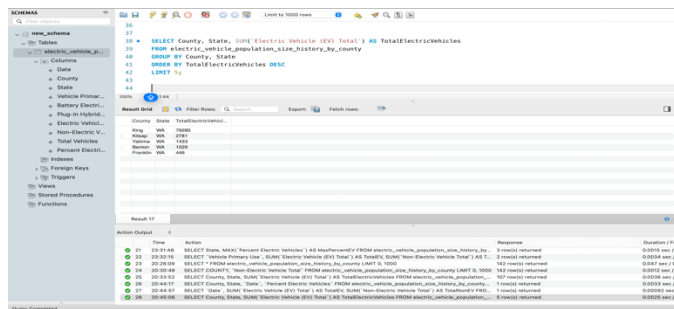 SCHEMAS
Filter objects
new_schema
Tables
electric_vehicle_p...
Columns
Date
County
State
Vehicle Primar...
Battery Electri...
Plug-In Hybrid...
Electric Vehicl...
Non-Electric V...
Total Vehicles
Percent Electri...
Indexes
Foreign Keys
Triggers
Views
Stored Procedures
Functions
Query Completed
Limit to 1000 rows
36
37
38 SELECT County, State, SUM(`Electric Vehicle (EV) Total`) AS TotalElectricVehicles
39 FROM electric_vehicle_population_size_history_by_county
40 GROUP BY County, State
41 ORDER BY TotalElectricVehicles DESC
42 LIMIT 5;
43
44
100% 1:44
Result Grid Filter Rows: Search Export: Fetch rows:
County State TotalElectricVehicl...
King WA
Kitsap WA 2781
Yakima WA 1433
Benton WA
Franklin WA 446
Result 17
Action Output
Time Action Response Duration / F
21 23:31:48 SELECT State, MAX(`Percent Electric Vehicles`) AS MaxPercentEV FROM electric_vehicle_population_size_history_by_... 3 row(s) returned 0.0015 sec /
22 23:32:15 SELECT `Vehicle Primary Use`, SUM(`Electric Vehicle (EV) Total`) AS TotalEV, SUM(`Non-Electric Vehicle Total`) AS T... 2 row(s) returned 0.0034 sec /
23 20:26:09 SELECT * FROM electric_vehicle_population_size_history_by_county LIMIT 0, 1000 142 row(s) returned 0.047 sec /
24 20:30:48 SELECT COUNTY, `Non-Electric Vehicle Total` FROM electric_vehicle_population_size_history_by_county LIMIT 0, 1000 142 row(s) returned 0.0012 sec /
25 20:33:52 SELECT County, State, SUM(`Electric Vehicle (EV) Total`) AS TotalElectricVehicles FROM electric_vehicle_population_... 107 row(s) returned 0.0036 sec /
26 20:44:17 SELECT County, State, `Date`, `Percent Electric Vehicles` FROM electric_vehicle_population_size_history_by_county... 1 row(s) returned 0.0033 sec /
27 20:44:57 SELECT `Date`, SUM(`Electric Vehicle (EV) Total`) AS TotalEV, SUM(`Non-Electric Vehicle Total`) AS TotalNonEV FRO... 1 row(s) returned 0.00092 sec
28 20:45:06 SELECT County, State, SUM(`Electric Vehicle (EV) Total`) AS TotalElectricVehicles FROM electric_vehicle_population_... 5 row(s) returned 0.0025 sec /